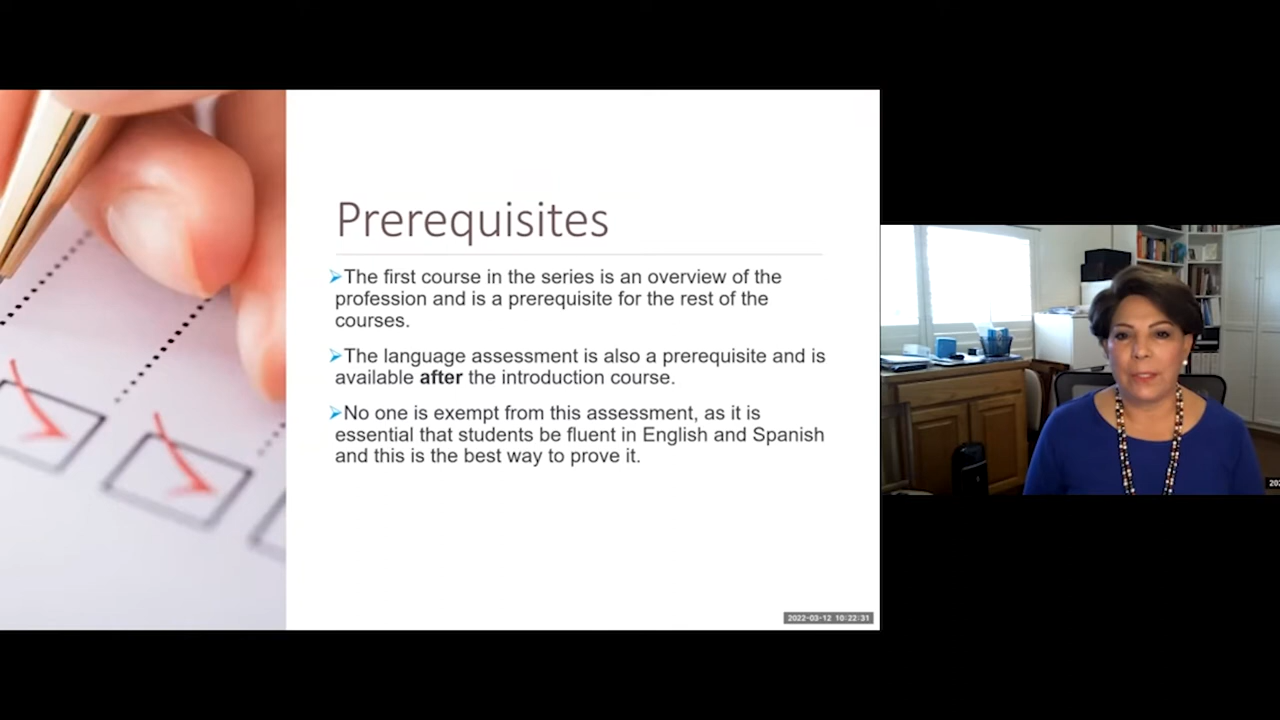 Prerequisites
➢The first course in the series is an overview of the
profession and is a prerequisite for the rest of the
courses.
➢The language assessment is also a prerequisite and is
available after the introduction course.
➢No one is exempt from this assessment, as it is
essential that students be fluent in English and Spanish
and this is the best way to prove it.
2022-03-12 10:22:31